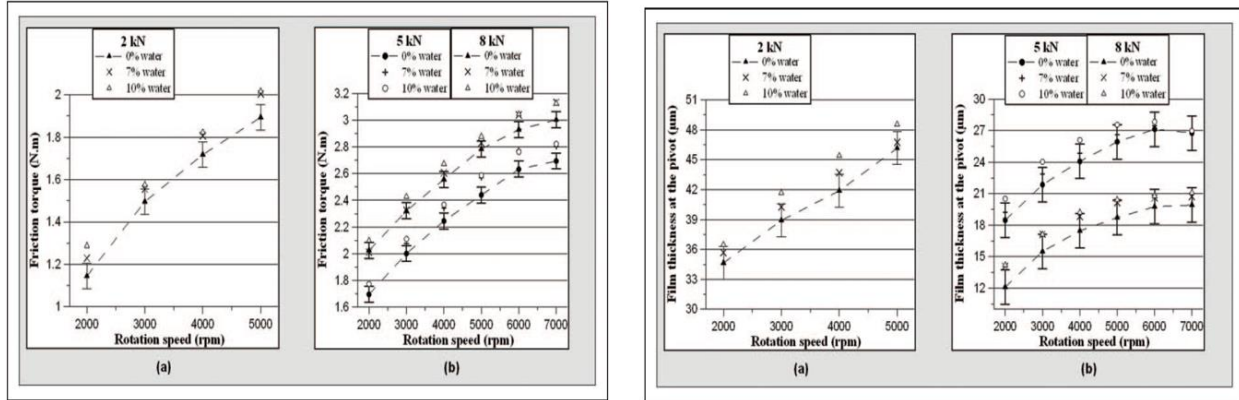 2 kN
0% water
7% water
10% water
Friction torque (N.m)
2
1.8
1.6
1.4
1.2
1
2000 3000 4000 5000
Rotation speed (rpm)
(a)
5 kN 8 kN
0% water 0% water
7% water 7% water
10% water 10% water
Friction torque (N.m)
3.2
3
2.8
2.6
2.4
2.2
2
1.8
1.6
2000 3000 4000 5000 6000 7000
Rotation speed (rpm)
(b)
2 kN
0% water
7% water
10% water
Film thickness at the pivot (µm)
51
48
45
42
39
36
33
30
2000 3000 4000 5000
Rotation speed (rpm)
(a)
5 kN 8 kN
0% water 0% water
7% water 7% water
10% water 10% water
Film thickness at the pivot (µm)
30
27
24
21
18
15
12
2000 3000 4000 5000 6000 7000
Rotation speed (rpm)
(b)